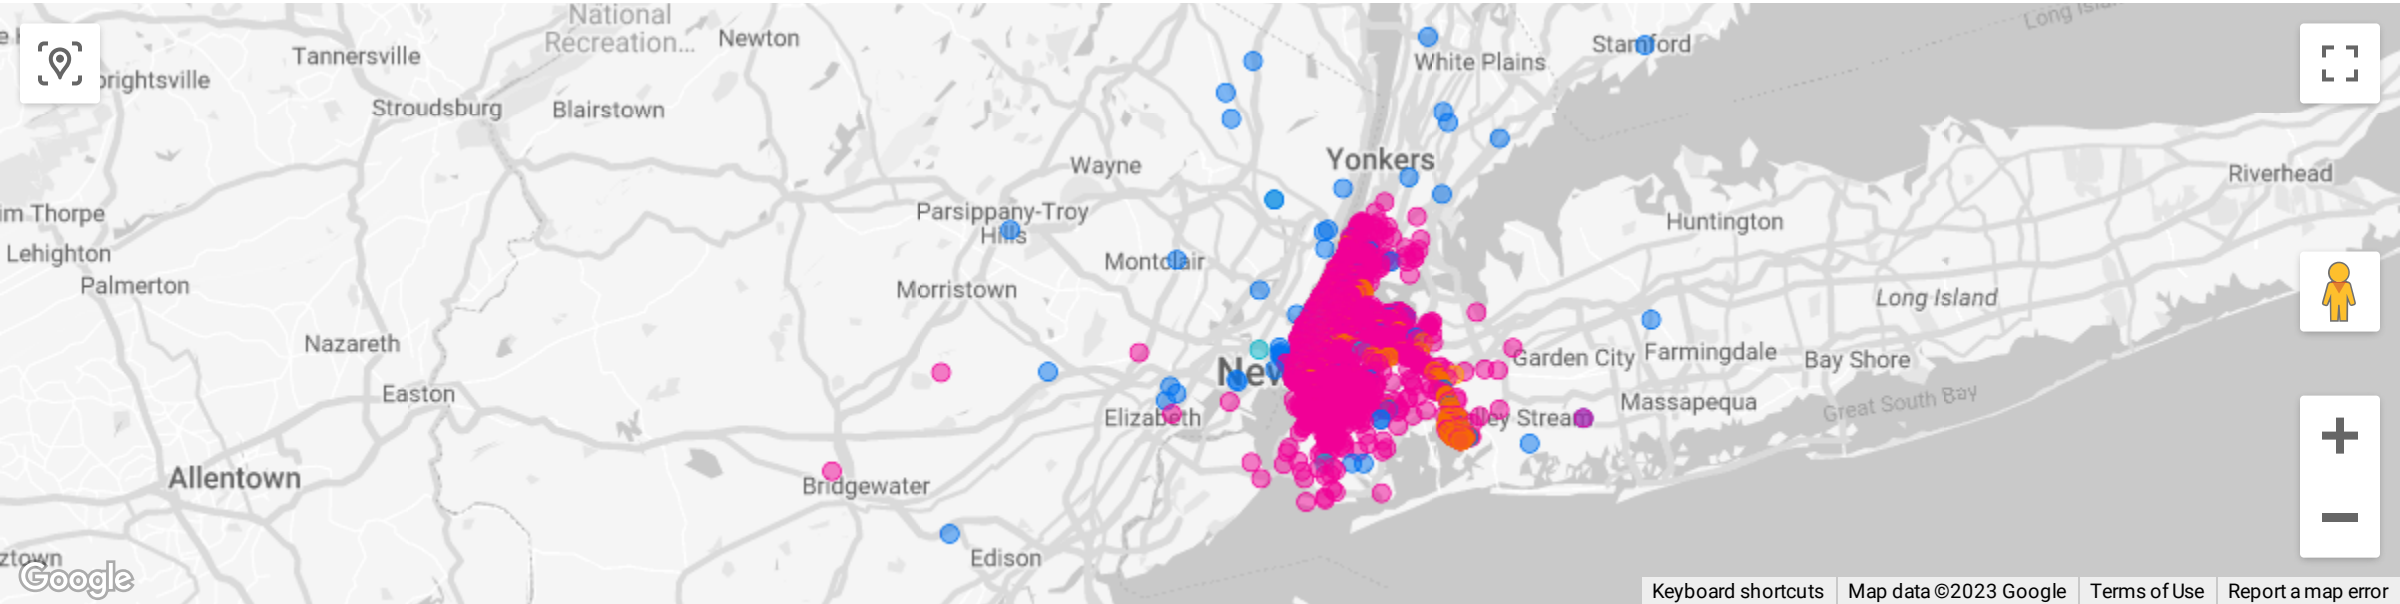 National
Recreation...
Newton
Tannersville
Stamford
White Plains
Stroudsburg
Blairstown
Yonkers
Wayne
Riverhead
Parsippany-Troy
Hills
Huntington
Lehighton
Montclair
Palmerton
Morristown
Long Island
Nazareth
Garden City
Farmingdale
Bay Shore
Easton
Massapequa
Great South Bay
Elizabeth
Allentown
Bridgewater
Edison
Google
Keyboard shortcuts
Map data ©2023 Google
Terms of Use
Report a map error